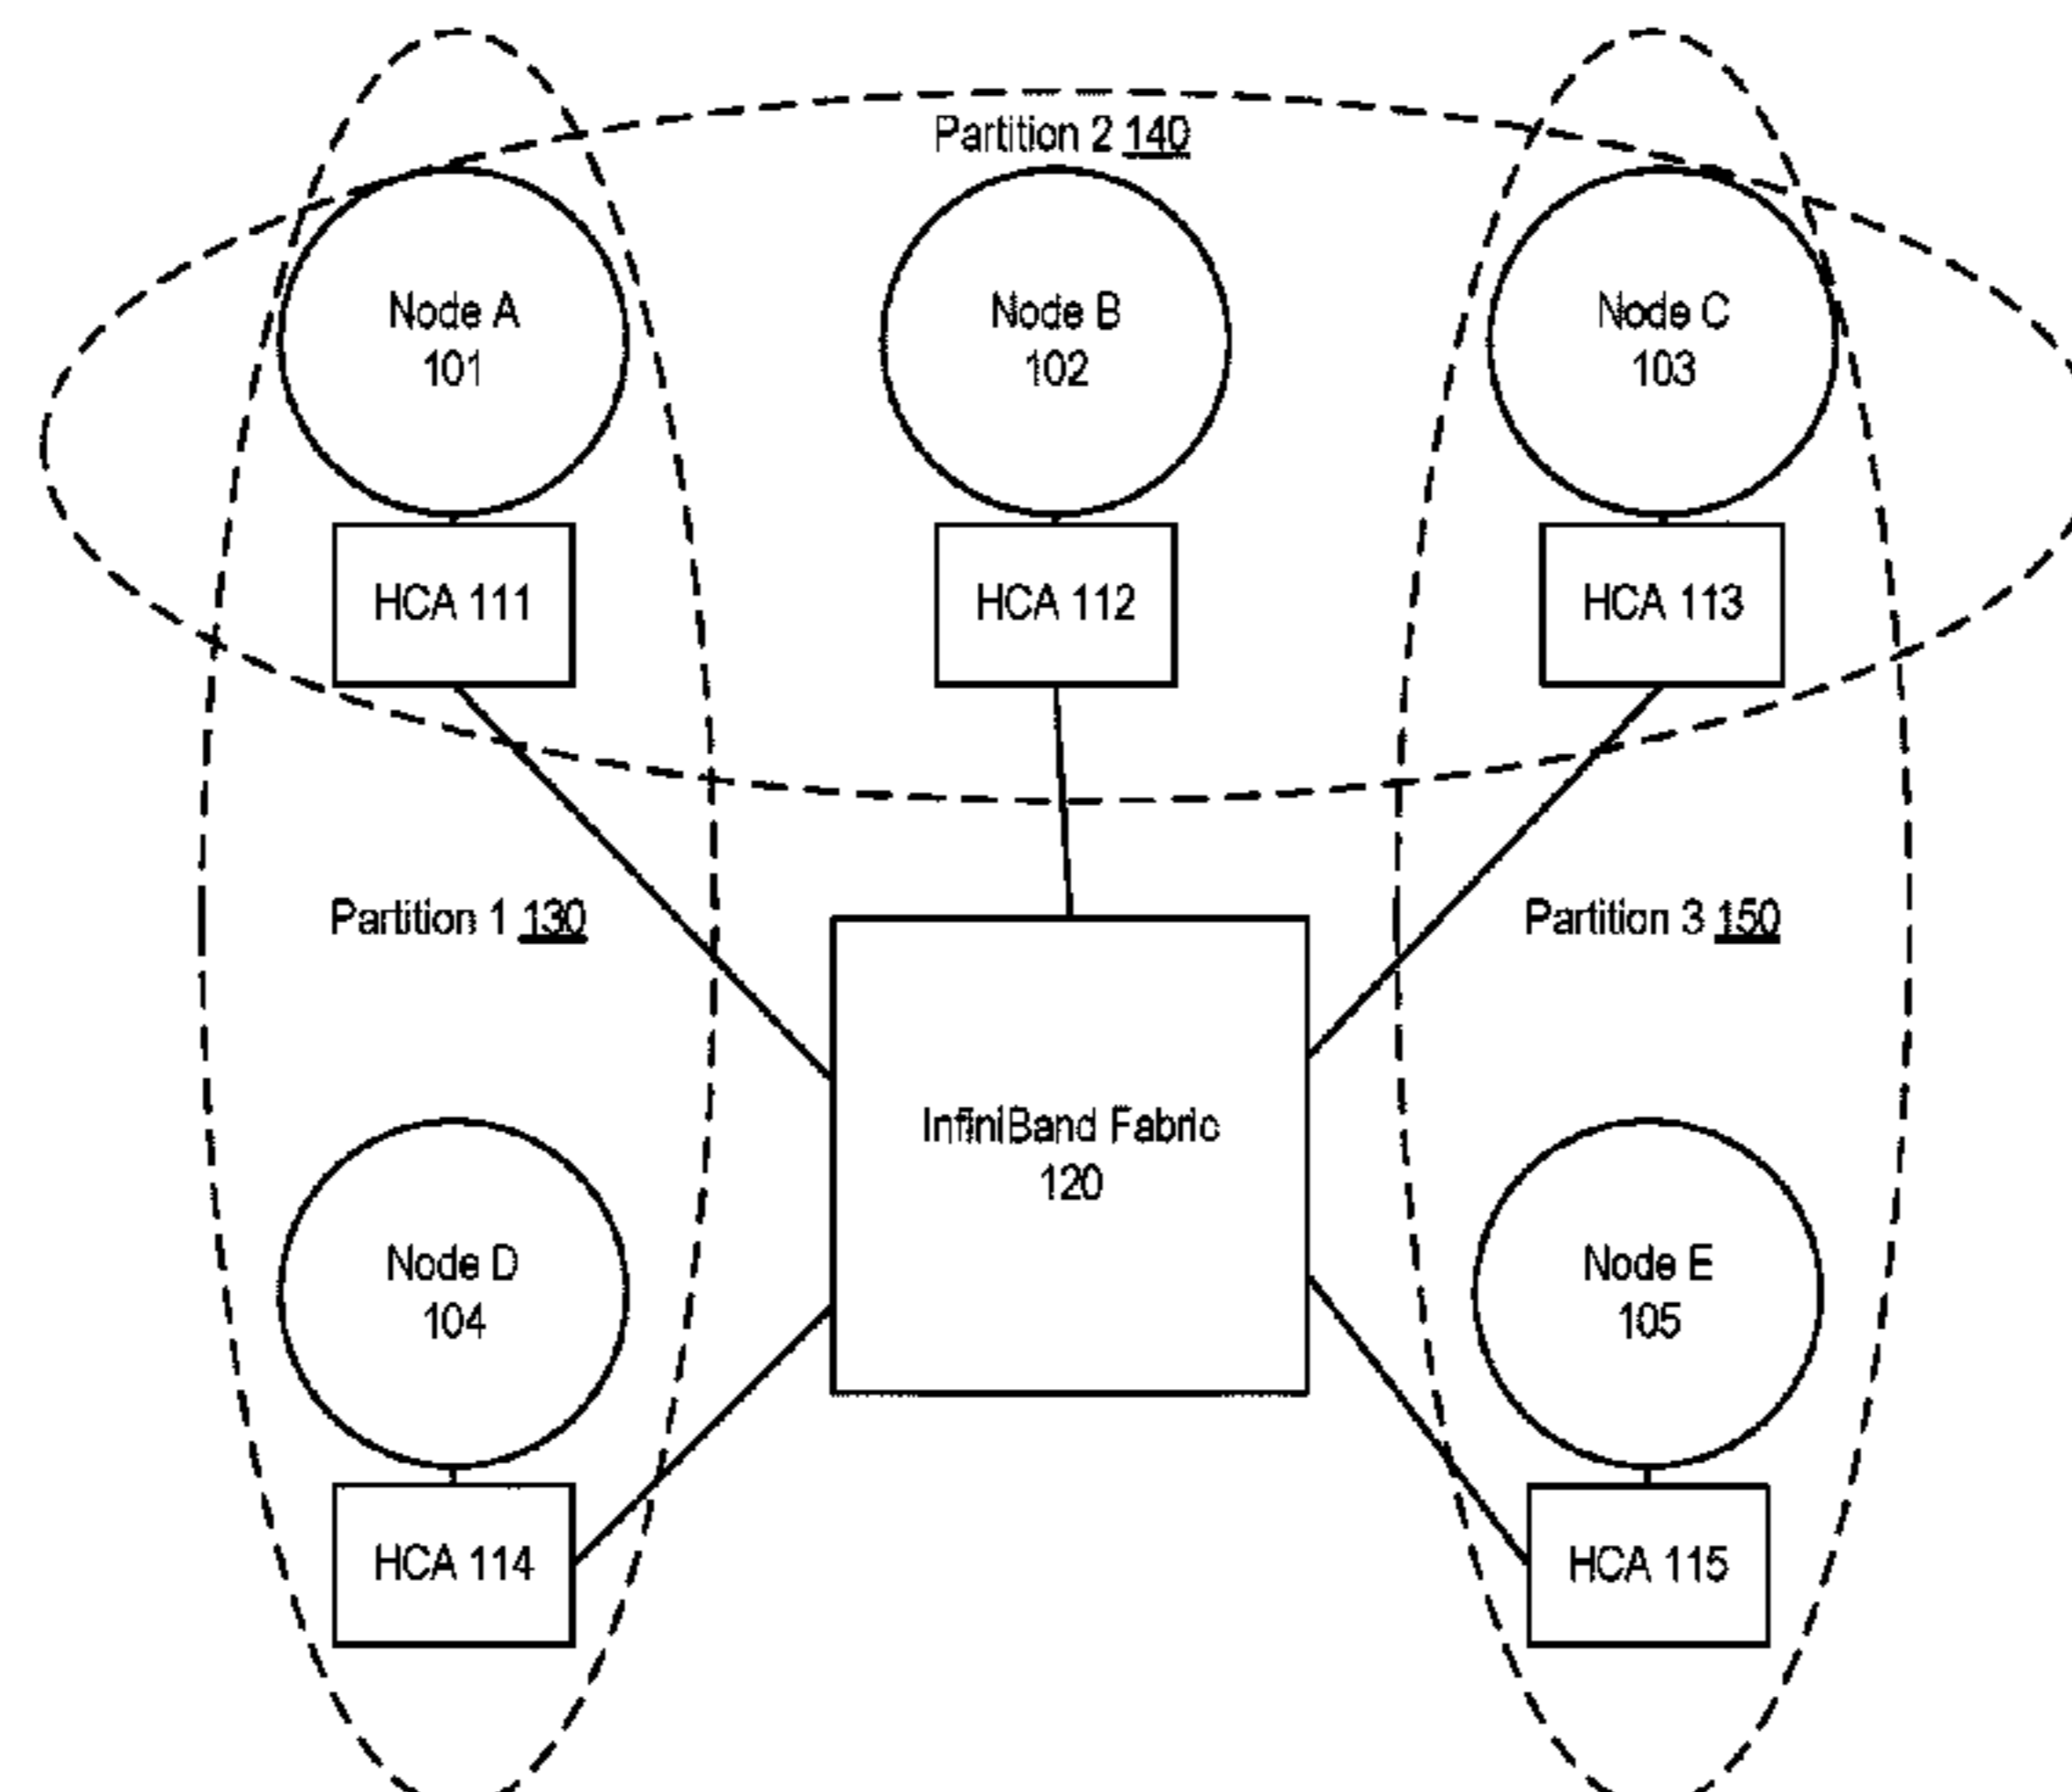 Partition 2 140
Node A
101
Node B
102
Node C
103
HCA 111
HCA 112
HCA 113
Partition 1 130
Partition 3 150
InfiniBand Fabric
120
Node D
104
Node E
105
HCA 114
HCA 115